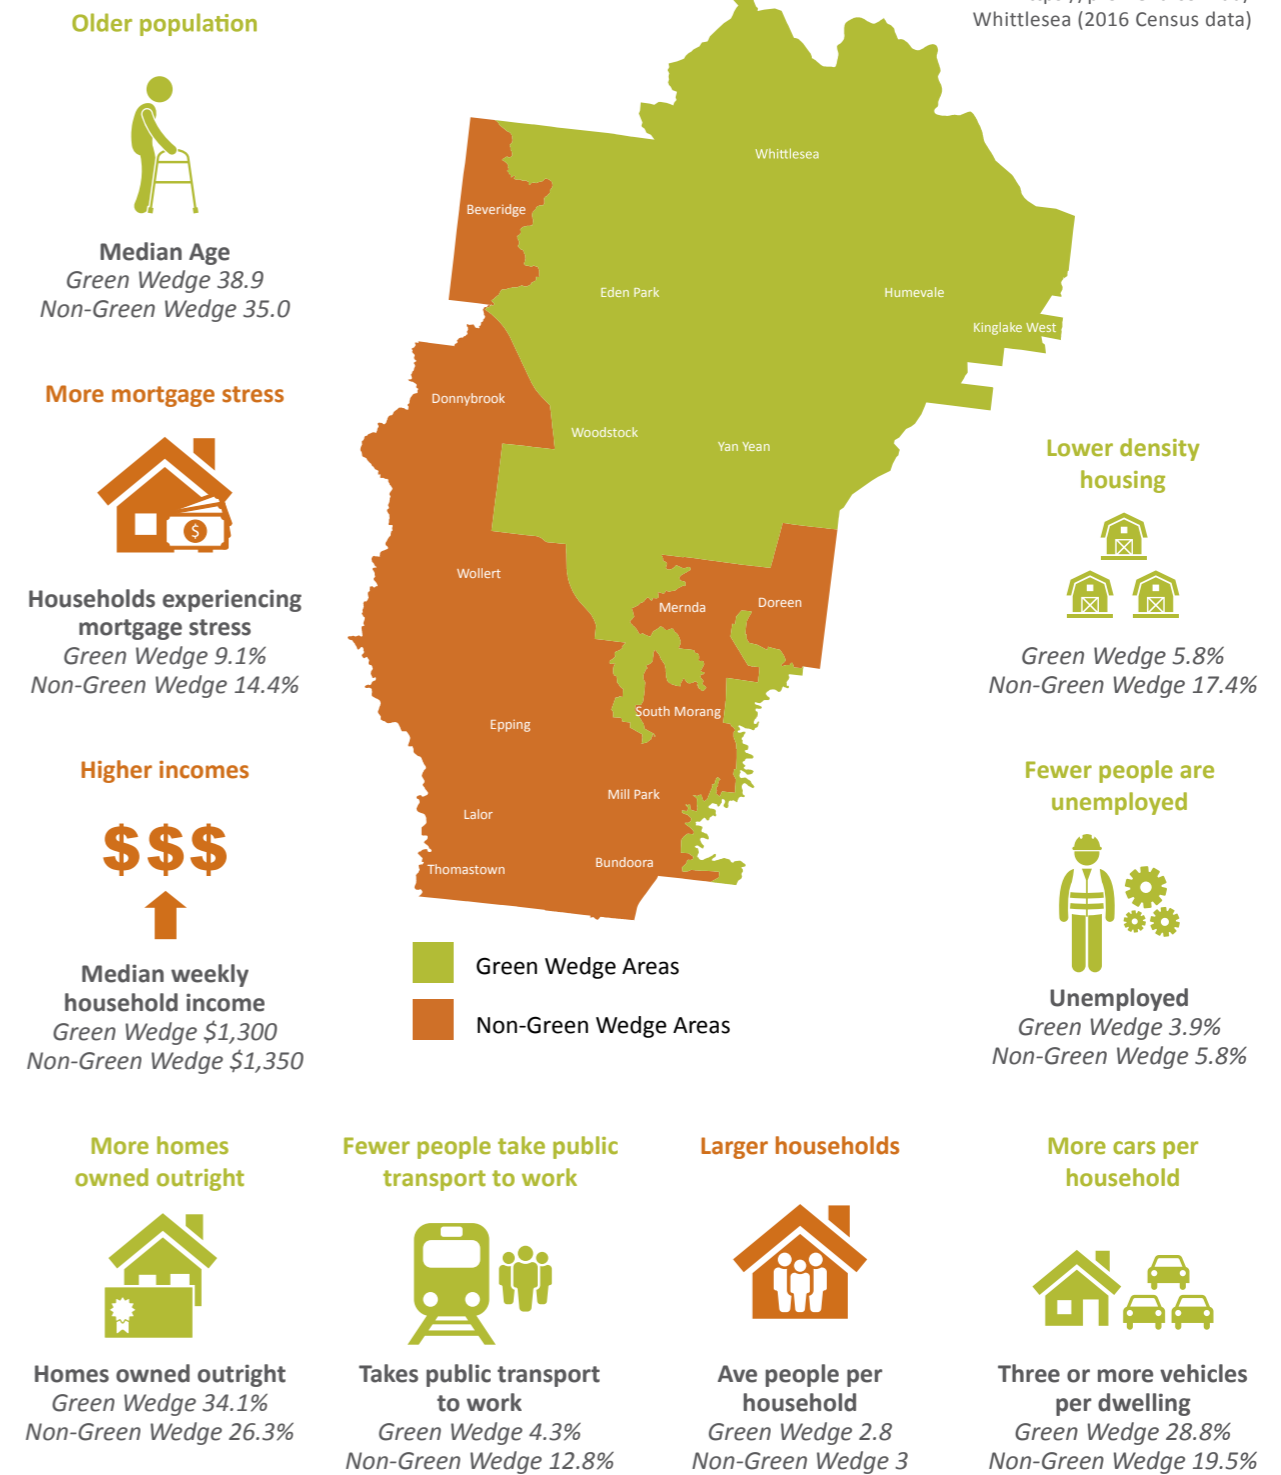 Older population
Whittlesea (2016 Census data)
Median Age
Green Wedge 38.9
Non-Green Wedge 35.0
More mortgage stress
Households experiencing
mortgage stress
Green Wedge 9.1%
Non-Green Wedge 14.4%
Higher incomes
$$$
Median weekly
household income
Green Wedge $1,300
Non-Green Wedge $1,350
Whittlesea
Beveridge
Eden Park
Humevale
Kinglake West
Donnybrook
Woodstock
Yan Yean
Wollert
Mernda
Doreen
South Morang
Epping
Mill Park
Lalor
Bundoora
Thomastown
Green Wedge Areas
Non-Green Wedge Areas
Lower density
housing
Green Wedge 5.8%
Non-Green Wedge 17.4%
Fewer people are
unemployed
Unemployed
Green Wedge 3.9%
Non-Green Wedge 5.8%
More homes
owned outright
Homes owned outright
Green Wedge 34.1%
Non-Green Wedge 26.3%
Fewer people take public
transport to work
Takes public transport
to work
Green Wedge 4.3%
Non-Green Wedge 12.8%
Larger households
Ave people per
household
Green Wedge 2.8
Non-Green Wedge 3
More cars per
household
$
Three or more vehicles
per dwelling
Green Wedge 28.8%
Non-Green Wedge 19.5%